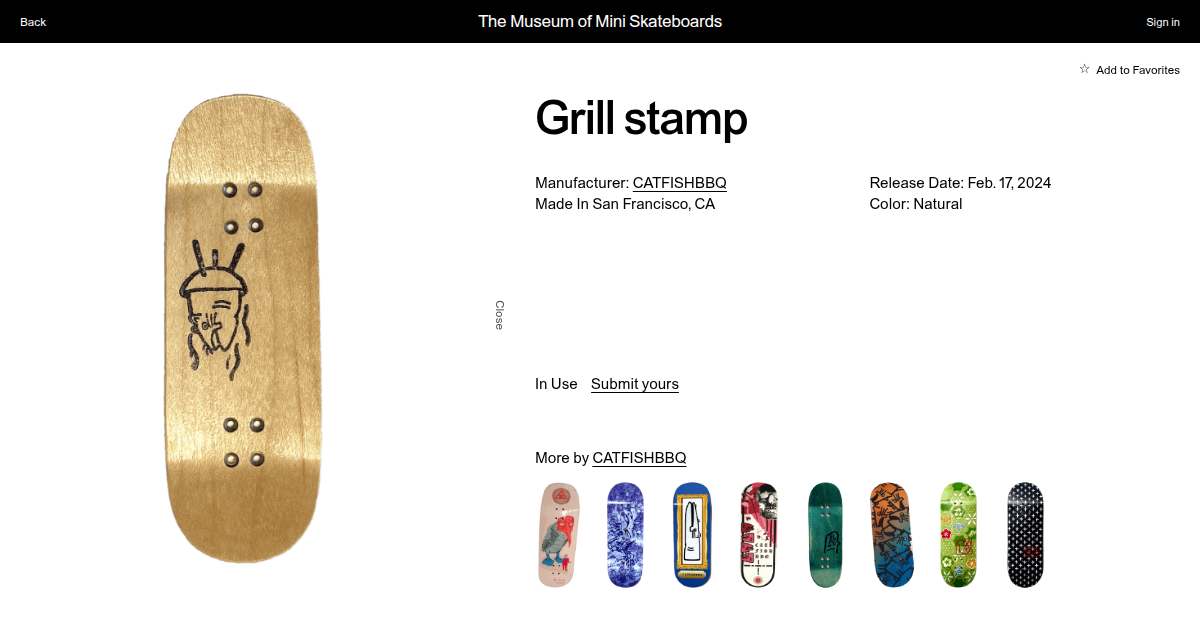 Back
The Museum of Mini Skateboards
Sign in
☆ Add to Favorites
Grill stamp
Manufacturer: CATFISHBBQ
Made In San Francisco, CA
Release Date: Feb. 17, 2024
Color: Natural
Close
In Use Submit yours
More by CATFISHBBQ